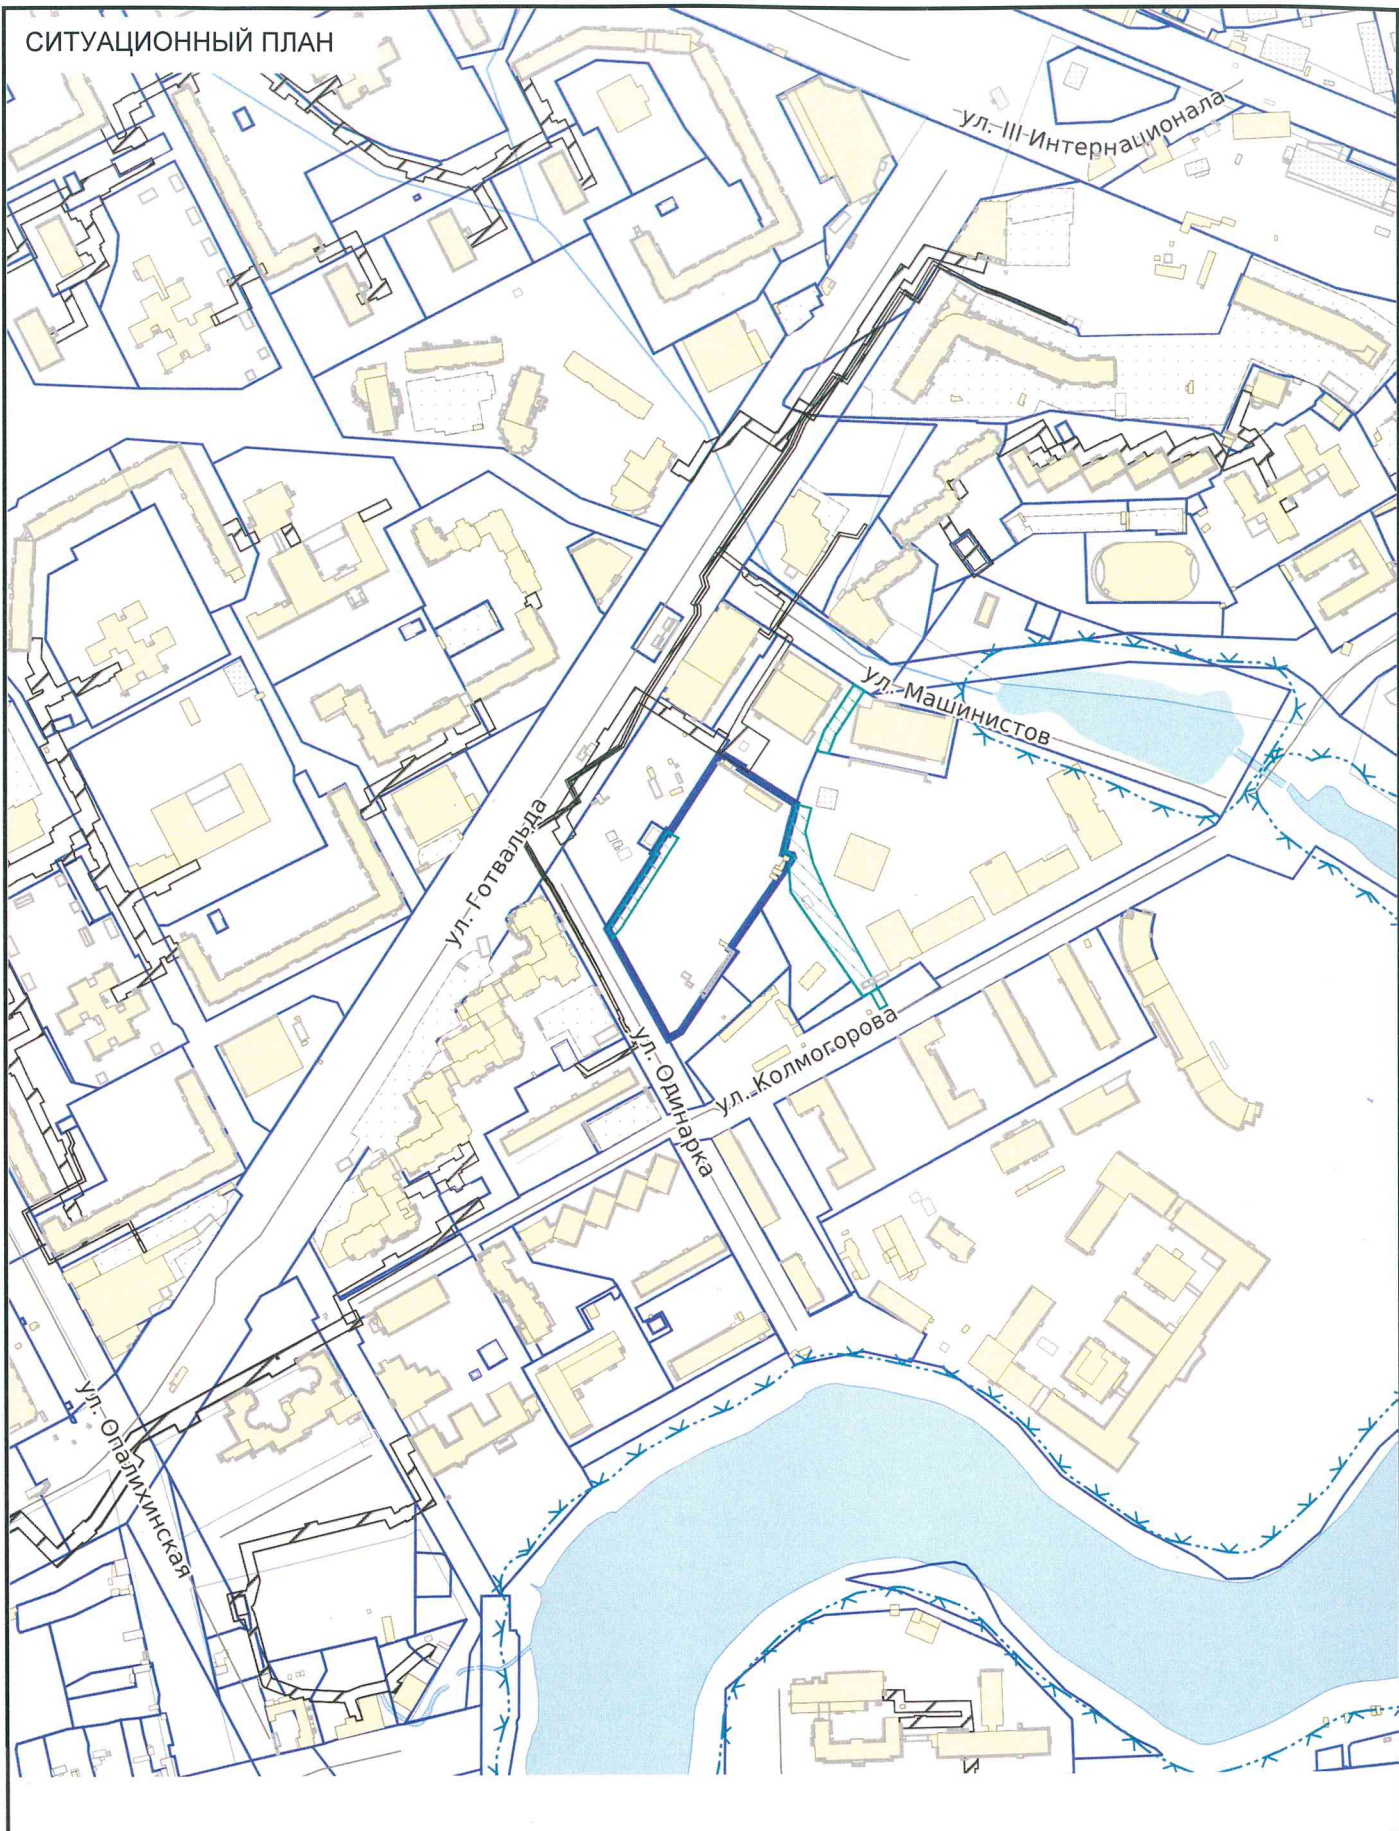 СИТУАЦИОННЫЙ ПЛАН
ул. III Интернационала
ул. Машинистов
ул. Готвальда
ул. Колмогорова
ул. Одинарка
ул. Опалихинская